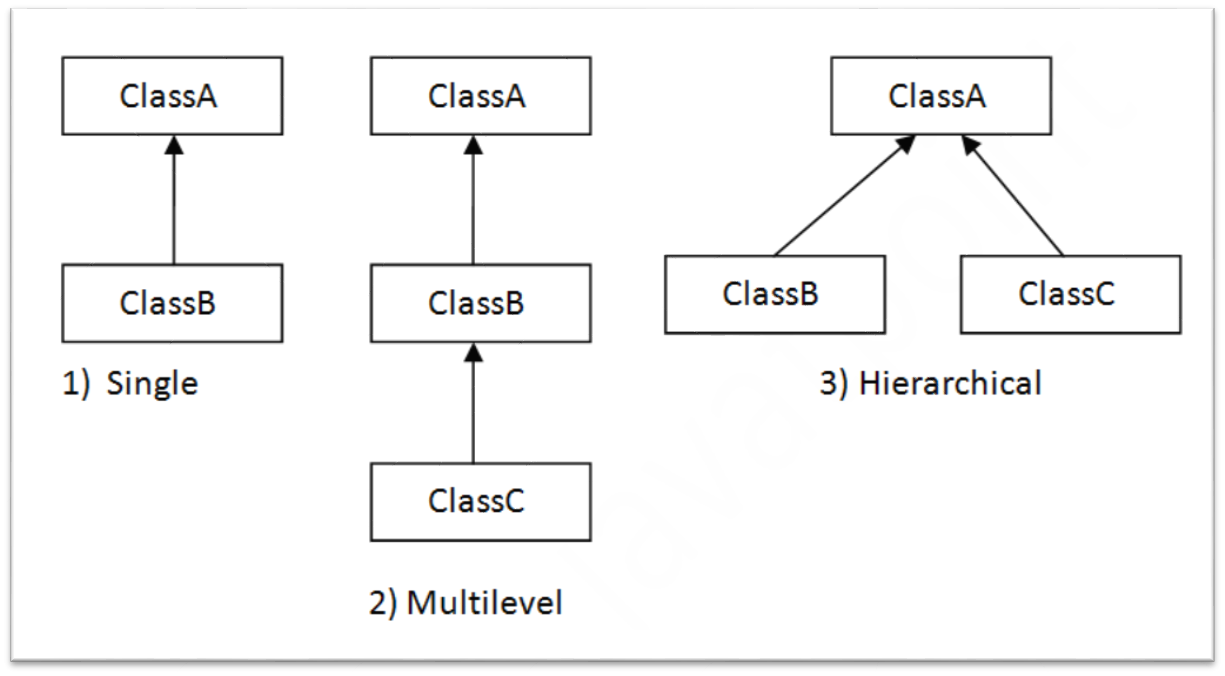 ClassA
ClassB
1) Single
ClassA
ClassB
ClassC
2) Multilevel
ClassA
ClassB
ClassC
3) Hierarchical